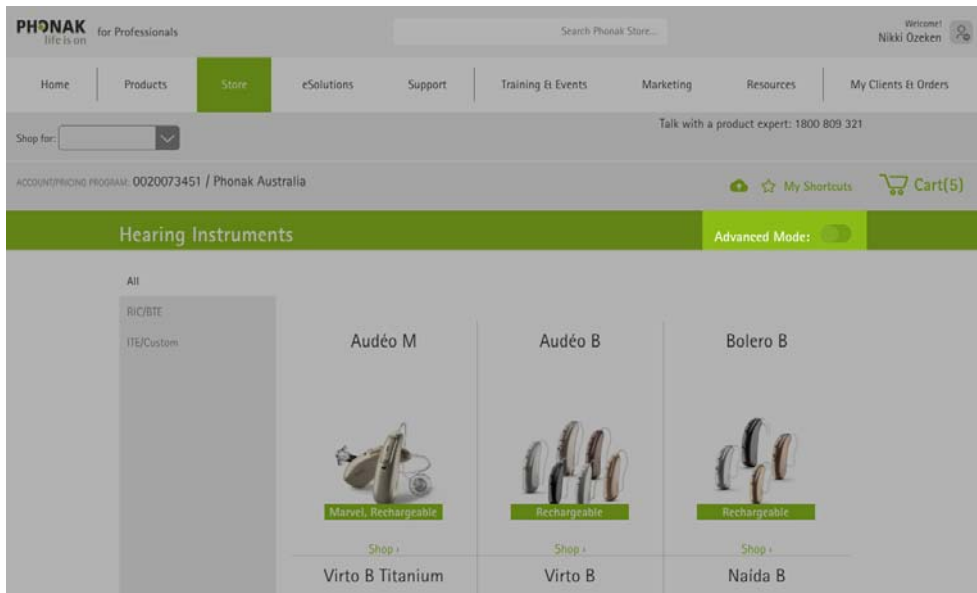 PHONAK
life is on
for Professionals
Search Phonak Store...
Welcome!
Nikki Ozeken
Home
Products
Store
eSolutions
Support
Training & Events
Marketing
Resources
My Clients & Orders
Shop for:
Talk with a product expert: 1800 809 321
ACCOUNT/PRICING PROGRAM: 0020073451 / Phonak Australia
My Shortcuts
Cart(5)
Hearing Instruments
Advanced Mode:
All
RIC/BTE
ITE/Custom
Audéo M
Audéo B
Bolero B
Marvel, Rechargeable
Rechargeable
Rechargeable
Shop ›
Shop ›
Shop ›
Virto B Titanium
Virto B
Naída B